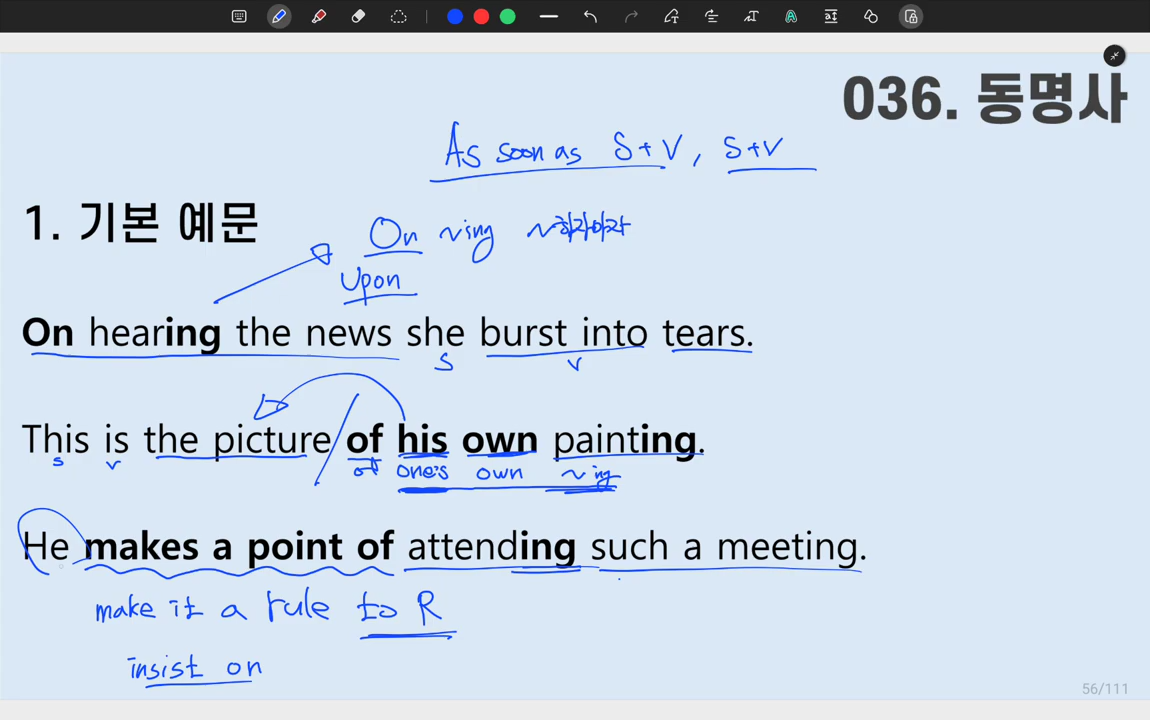 036. 동명사
As soon as S+V, S+V
1. 기본 예문
On ~ing ~하자마자
Upon
On hearing the news she burst into tears.
S V
This is the picture of his own painting.
S V of one's own ~ing
He makes a point of attending such a meeting.
make it a rule to R
insist on
56/111